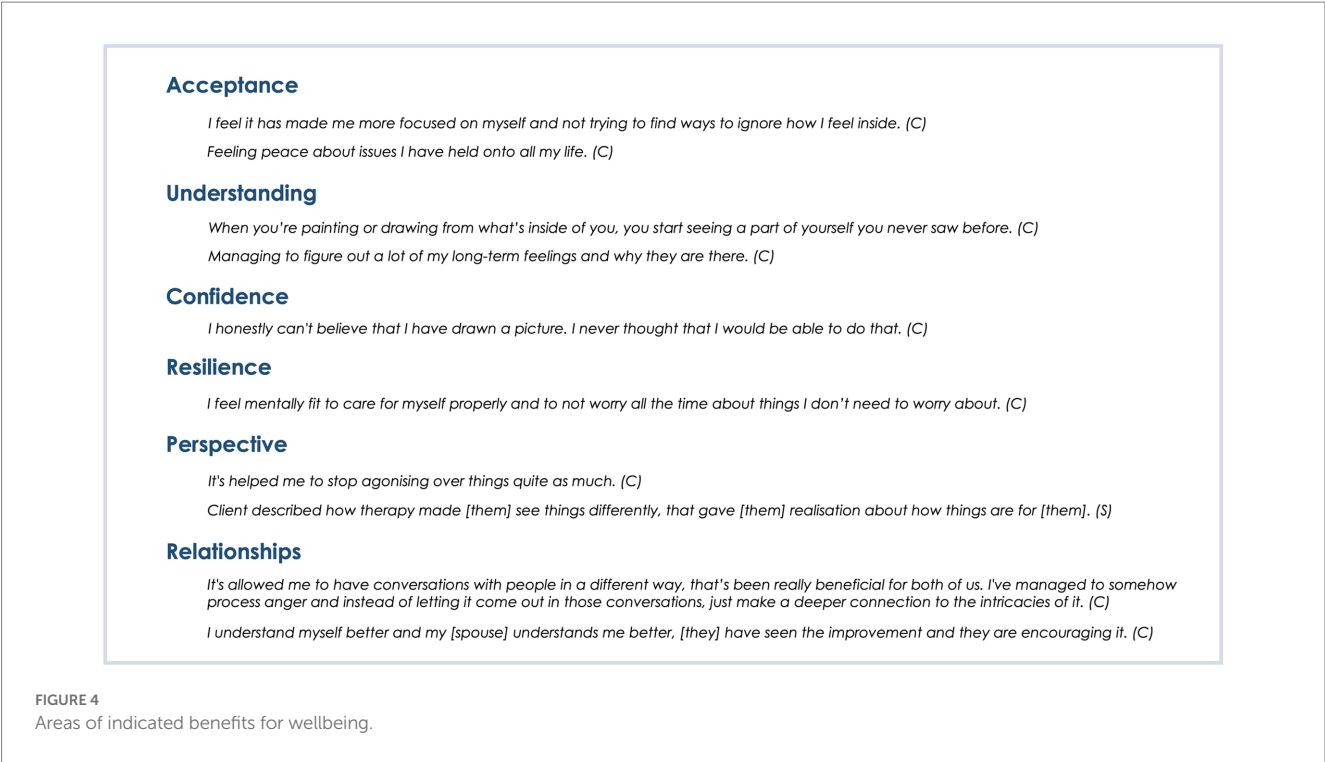 Acceptance
I feel it has made me more focused on myself and not trying to find ways to ignore how I feel inside. (C)
Feeling peace about issues I have held onto all my life. (C)
Understanding
When you’re painting or drawing from what’s inside of you, you start seeing a part of yourself you never saw before. (C)
Managing to figure out a lot of my long-term feelings and why they are there. (C)
Confidence
I honestly can't believe that I have drawn a picture. I never thought that I would be able to do that. (C)
Resilience
I feel mentally fit to care for myself properly and to not worry all the time about things I don’t need to worry about. (C)
Perspective
It's helped me to stop agonising over things quite as much. (C)
Client described how therapy made [them] see things differently, that gave [them] realisation about how things are for [them]. (S)
Relationships
It's allowed me to have conversations with people in a different way, that’s been really beneficial for both of us. I've managed to somehow
process anger and instead of letting it come out in those conversations, just make a deeper connection to the intricacies of it. (C)
I understand myself better and my [spouse] understands me better, [they] have seen the improvement and they are encouraging it. (C)
FIGURE 4
Areas of indicated benefits for wellbeing.